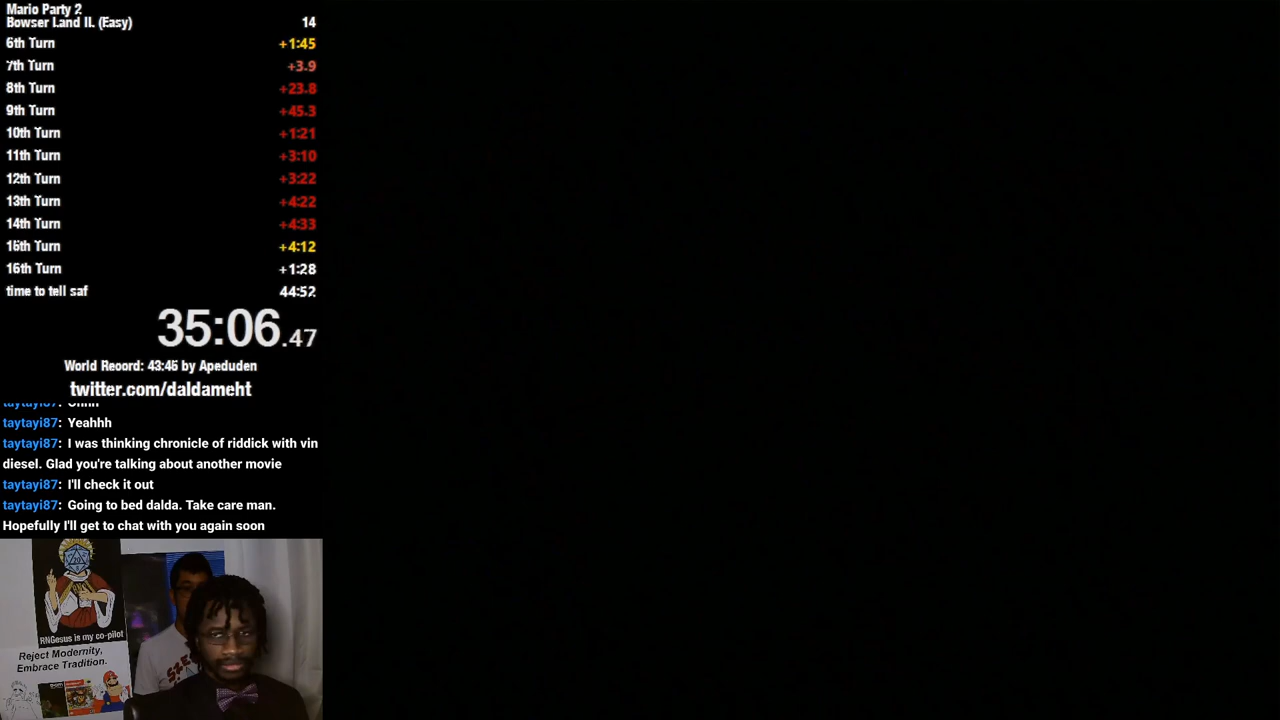 Mario Party 2
Bowser Land II. (Easy) 14
6th Turn +1:45
7th Turn +3.9
8th Turn +23.8
9th Turn +45.3
10th Turn +1:21
11th Turn +3:10
12th Turn +3:22
13th Turn +4:22
14th Turn +4:33
15th Turn +4:12
16th Turn +1:28
time to tell saf 44:52
35:06.47
World Record: 43:45 by Apeduden
twitter.com/daldameht
taytayi87: Ohhh
taytayi87: Yeahhh
taytayi87: I was thinking chronicle of riddick with vin
diesel. Glad you're talking about another movie
taytayi87: I'll check it out
taytayi87: Going to bed dalda. Take care man.
Hopefully I'll get to chat with you again soon
RNGesus is my co-pilot
Reject Modernity,
Embrace Tradition.